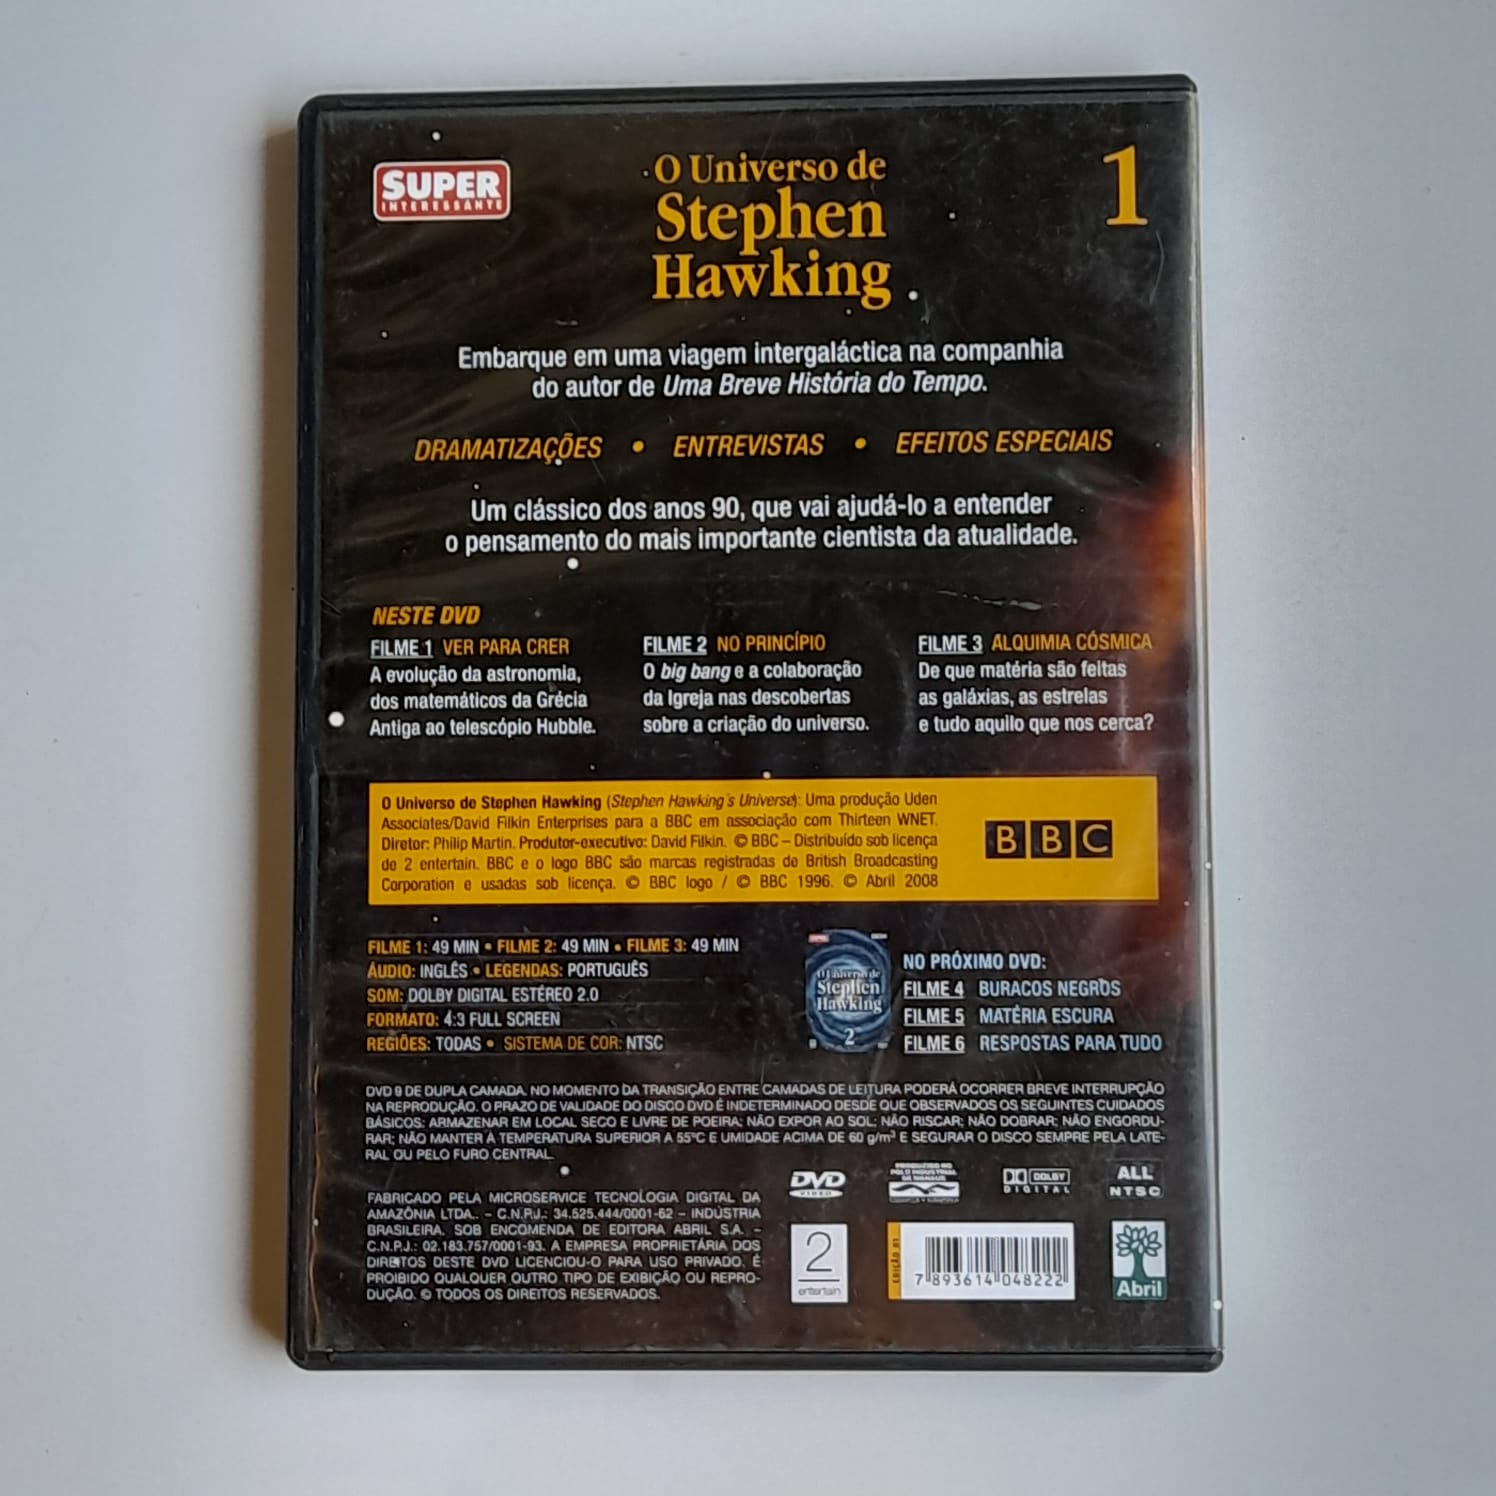 SUPER
INTERESSANTE
O Universo de
Stephen
Hawking
1
Embarque em uma viagem intergaláctica na companhia
do autor de Uma Breve História do Tempo.
DRAMATIZAÇÕES • ENTREVISTAS • EFEITOS ESPECIAIS
Um clássico dos anos 90, que vai ajudá-lo a entender
o pensamento do mais importante cientista da atualidade.
NESTE DVD
FILME 1 VER PARA CRER
A evolução da astronomia,
dos matemáticos da Grécia
Antiga ao telescópio Hubble.
FILME 2 NO PRINCÍPIO
O big bang e a colaboração
da Igreja nas descobertas
sobre a criação do universo.
FILME 3 ALQUIMIA CÓSMICA
De que matéria são feitas
as galáxias, as estrelas
e tudo aquilo que nos cerca?
O Universo de Stephen Hawking (Stephen Hawking's Universe): Uma produção Uden
Associates/David Filkin Enterprises para a BBC em associação com Thirteen WNET.
Diretor: Philip Martin. Produtor-executivo: David Filkin. © BBC – Distribuído sob licença
de 2 entertain. BBC e o logo BBC são marcas registradas de British Broadcasting
Corporation e usadas sob licença. © BBC logo / © BBC 1996. © Abril 2008
BBC
FILME 1: 49 MIN • FILME 2: 49 MIN • FILME 3: 49 MIN
ÁUDIO: INGLÊS • LEGENDAS: PORTUGUÊS
SOM: DOLBY DIGITAL ESTÉREO 2.0
FORMATO: 4:3 FULL SCREEN
REGIÕES: TODAS • SISTEMA DE COR: NTSC
O Universo de
Stephen
Hawking
2
NO PRÓXIMO DVD:
FILME 4 BURACOS NEGROS
FILME 5 MATÉRIA ESCURA
FILME 6 RESPOSTAS PARA TUDO
DVD 9 DE DUPLA CAMADA. NO MOMENTO DA TRANSIÇÃO ENTRE CAMADAS DE LEITURA PODERÁ OCORRER BREVE INTERRUPÇÃO
NA REPRODUÇÃO. O PRAZO DE VALIDADE DO DISCO DVD É INDETERMINADO DESDE QUE OBSERVADOS OS SEGUINTES CUIDADOS
BÁSICOS: ARMAZENAR EM LOCAL SECO E LIVRE DE POEIRA; NÃO EXPOR AO SOL; NÃO RISCAR; NÃO DOBRAR; NÃO ENGORDU-
RAR; NÃO MANTER À TEMPERATURA SUPERIOR A 55°C E UMIDADE ACIMA DE 60 g/m³ E SEGURAR O DISCO SEMPRE PELA LATE-
RAL OU PELO FURO CENTRAL.
FABRICADO PELA MICROSERVICE TECNOLOGIA DIGITAL DA
AMAZÔNIA LTDA. – C.N.P.J.: 34.525.444/0001-62 – INDÚSTRIA
BRASILEIRA. SOB ENCOMENDA DE EDITORA ABRIL S.A. –
C.N.P.J.: 02.183.757/0001-93. A EMPRESA PROPRIETÁRIA DOS
DIREITOS DESTE DVD LICENCIOU-O PARA USO PRIVADO. É
PROIBIDO QUALQUER OUTRO TIPO DE EXIBIÇÃO OU REPRO-
DUÇÃO. © TODOS OS DIREITOS RESERVADOS.
DVD
VIDEO
PRODUZIDO NO
POLO INDUSTRIAL
DE MANAUS
DOLBY
DIGITAL
ALL
NTSC
2
entertain
EDIÇÃO 01
7 893614 048222
Abril